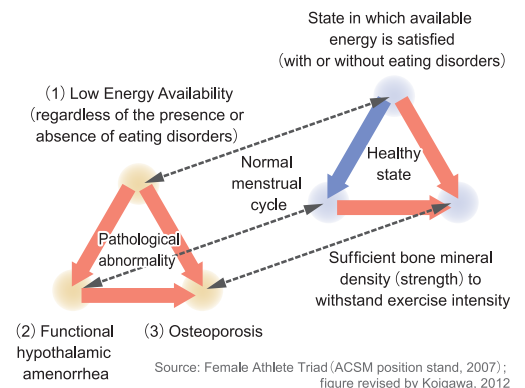 State in which available
energy is satisfied
(with or without eating disorders)
(1) Low Energy Availability
(regardless of the presence or
absence of eating disorders)
Normal
menstrual
cycle
Healthy
state
Pathological
abnormality
Sufficient bone mineral
density (strength) to
withstand exercise intensity
(2) Functional
hypothalamic
amenorrhea
(3) Osteoporosis
Source: Female Athlete Triad (ACSM position stand, 2007);
figure revised by Koigawa, 2012